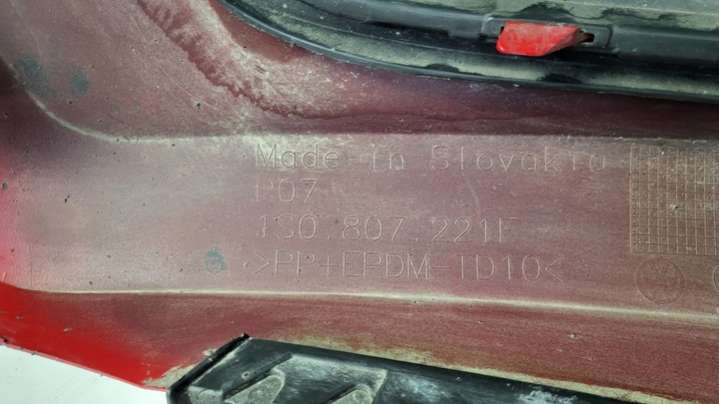 Made in Slovakia
P07
1S0.807.221F
>PP+EPDM-TD10<